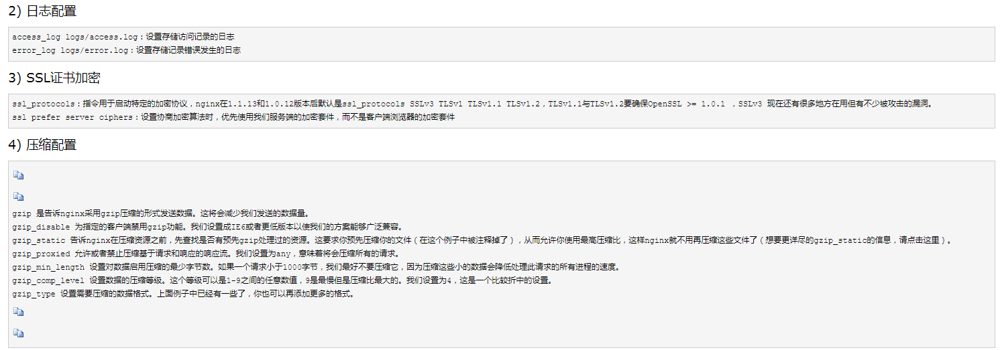 2) 日志配置
access_log logs/access.log：设置存储访问记录的日志
error_log logs/error.log：设置存储记录错误发生的日志
3) SSL证书加密
ssl_protocols：指令用于启动特定的加密协议，nginx在1.1.13和1.0.12版本后默认是ssl_protocols SSLv3 TLSv1 TLSv1.1 TLSv1.2，TLSv1.1与TLSv1.2要确保OpenSSL >= 1.0.1 ，SSLv3 现在还有很多地方在用但有不少被攻击的漏洞。
ssl prefer server ciphers：设置协商加密算法时，优先使用我们服务端的加密套件，而不是客户端浏览器的加密套件
4) 压缩配置
gzip 是告诉nginx采用gzip压缩的形式发送数据。这将会减少我们发送的数据量。
gzip_disable 为指定的客户端禁用gzip功能。我们设置成IE6或者更低版本以使我们的方案能够广泛兼容。
gzip_static 告诉nginx在压缩资源之前，先查找是否有预先gzip处理过的资源。这要求你预先压缩你的文件（在这个例子中被注释掉了），从而允许你使用最高压缩比，这样nginx就不用再压缩这些文件了（想要更详尽的gzip_static的信息，请点击这里）。
gzip_proxied 允许或者禁止压缩基于请求和响应的响应流。我们设置为any，意味着将会压缩所有的请求。
gzip_min_length 设置对数据启用压缩的最少字节数。如果一个请求小于1000字节，我们最好不要压缩它，因为压缩这些小的数据会降低处理此请求的所有进程的速度。
gzip_comp_level 设置数据的压缩等级。这个等级可以是1-9之间的任意数值，9是最慢但是压缩比最大的。我们设置为4，这是一个比较折中的设置。
gzip_type 设置需要压缩的数据格式。上面例子中已经有一些了，你也可以再添加更多的格式。